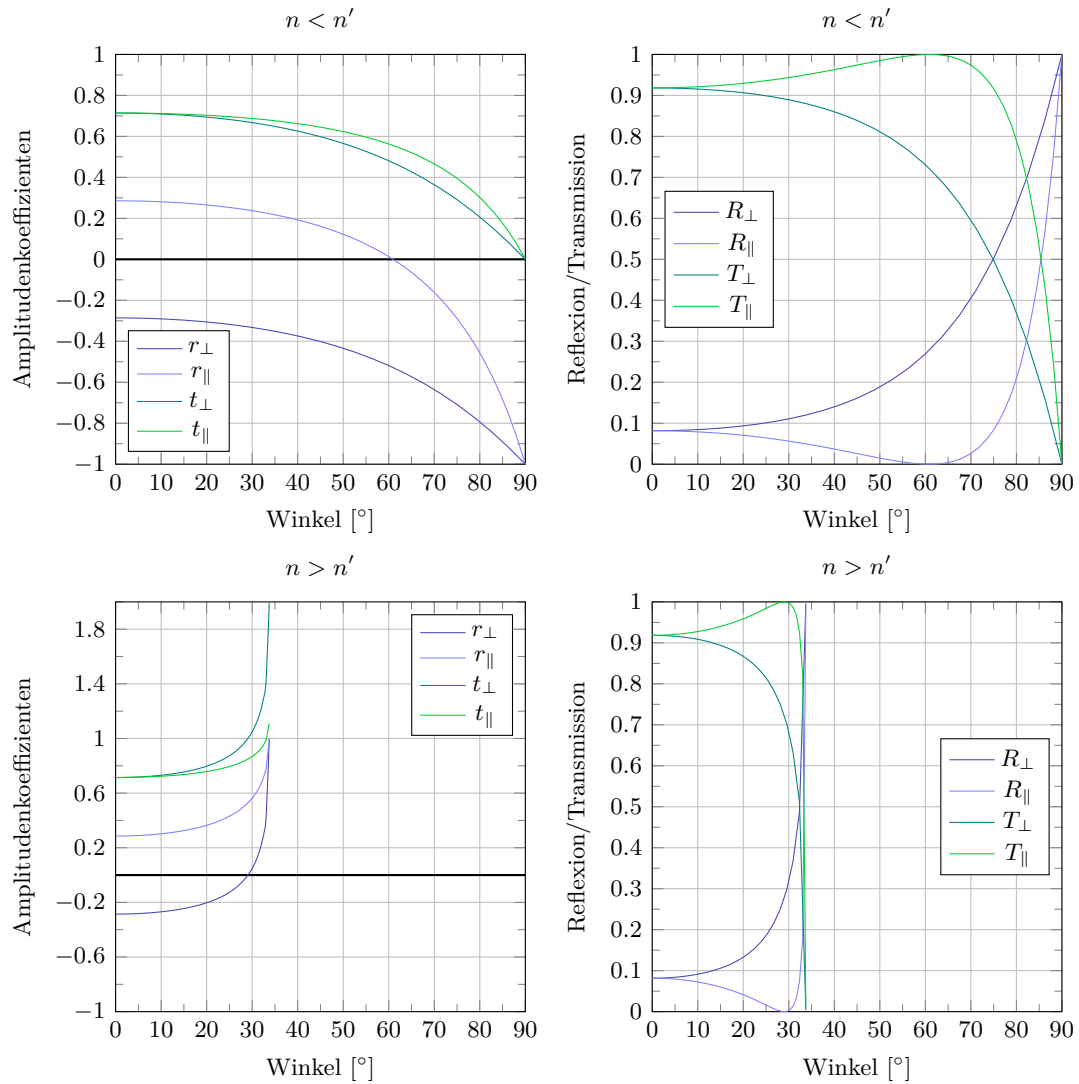 n < n′
1
0.8
0.6
0.4
0.2
0
−0.2
−0.4
−0.6
−0.8
−1
Amplitudenkoeffizienten
r⊥
r∥
t⊥
t∥
0 10 20 30 40 50 60 70 80 90
Winkel [°]
n < n′
1
0.9
0.8
0.7
0.6
0.5
0.4
0.3
0.2
0.1
0
Reflexion/Transmission
R⊥
R∥
T⊥
T∥
0 10 20 30 40 50 60 70 80 90
Winkel [°]
n > n′
1.8
1.4
1
0.6
0.2
−0.2
−0.6
−1
Amplitudenkoeffizienten
r⊥
r∥
t⊥
t∥
0 10 20 30 40 50 60 70 80 90
Winkel [°]
n > n′
1
0.9
0.8
0.7
0.6
0.5
0.4
0.3
0.2
0.1
0
Reflexion/Transmission
R⊥
R∥
T⊥
T∥
0 10 20 30 40 50 60 70 80 90
Winkel [°]